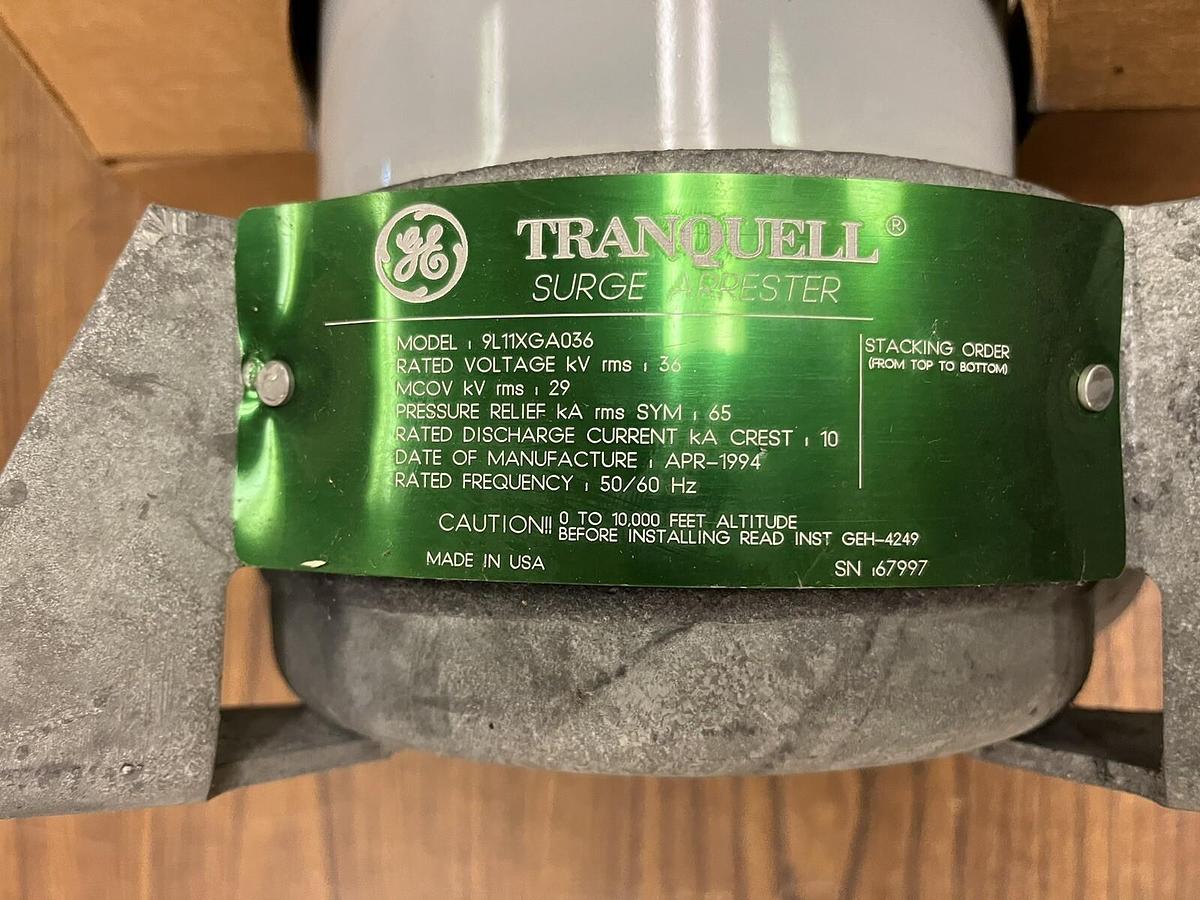 GE
TRANQUELL®
SURGE ARRESTER
MODEL : 9L11XGA036
RATED VOLTAGE kV rms : 36
MCOV kV rms : 29
PRESSURE RELIEF kA rms SYM : 65
RATED DISCHARGE CURRENT kA CREST : 10
DATE OF MANUFACTURE : APR-1994
RATED FREQUENCY : 50/60 Hz
STACKING ORDER
(FROM TOP TO BOTTOM)
CAUTION!! 0 TO 10,000 FEET ALTITUDE
BEFORE INSTALLING READ INST GEH-4249
MADE IN USA
SN :67997